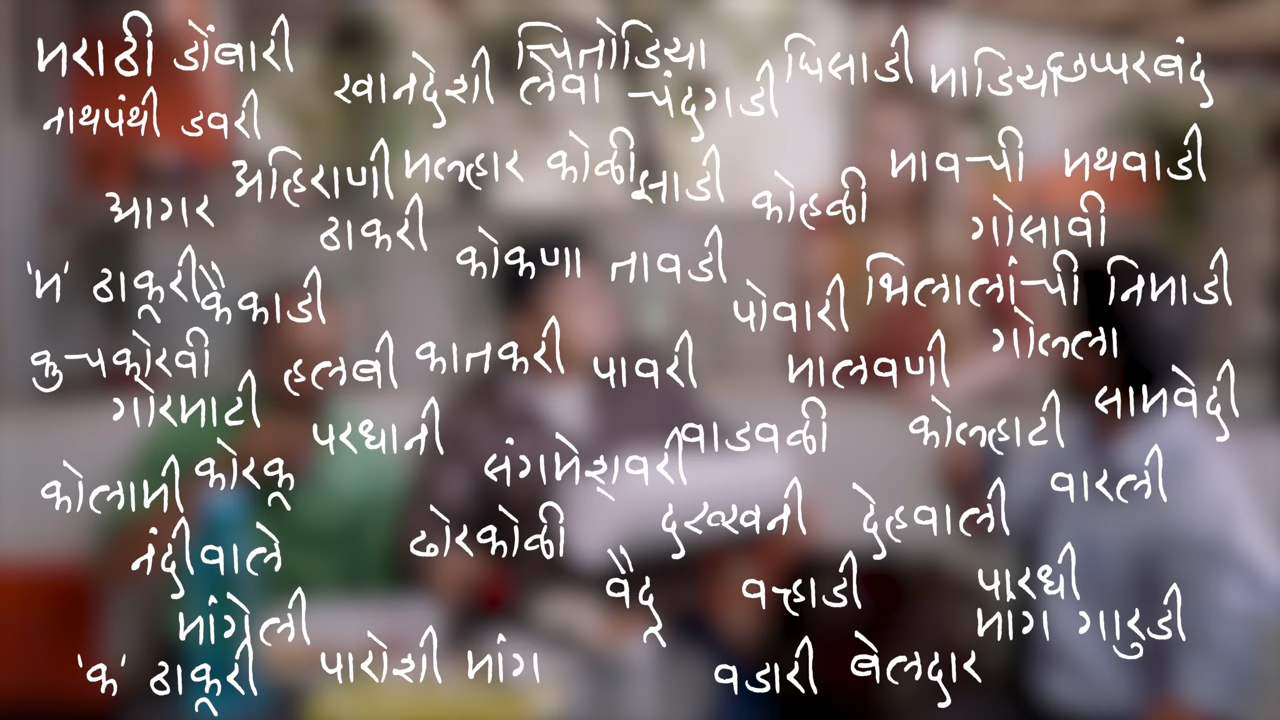 मराठी डोंबारी
खानदेशी
चितोडिया
लेवा
चंदगडी
घिसाडी
माडिया
छप्परबंद
नाथपंथी डवरी
अहिराणी
मल्हार कोळी
झाडी
कोहळी
मावची
मथवाडी
आगर
ठाकरी
गोसावी
कोकणा
तावडी
'म' ठाकूरी
कैकाडी
पोवारी
भिलालांची निमाडी
कुचकोरवी
हलबी
कातकरी
पावरी
मालवणी
गोलला
गोरमाटी
परधानी
संगमेश्वरी
वाडवळी
कोल्हाटी
सामवेदी
कोलामी
कोरकू
वारली
नंदीवाले
ढोरकोळी
दख्खनी
देहवाली
वैदू
वऱ्हाडी
पारधी
मांग गारुडी
मांगेली
'क' ठाकूरी
पारोशी मांग
वडारी
बेलदार